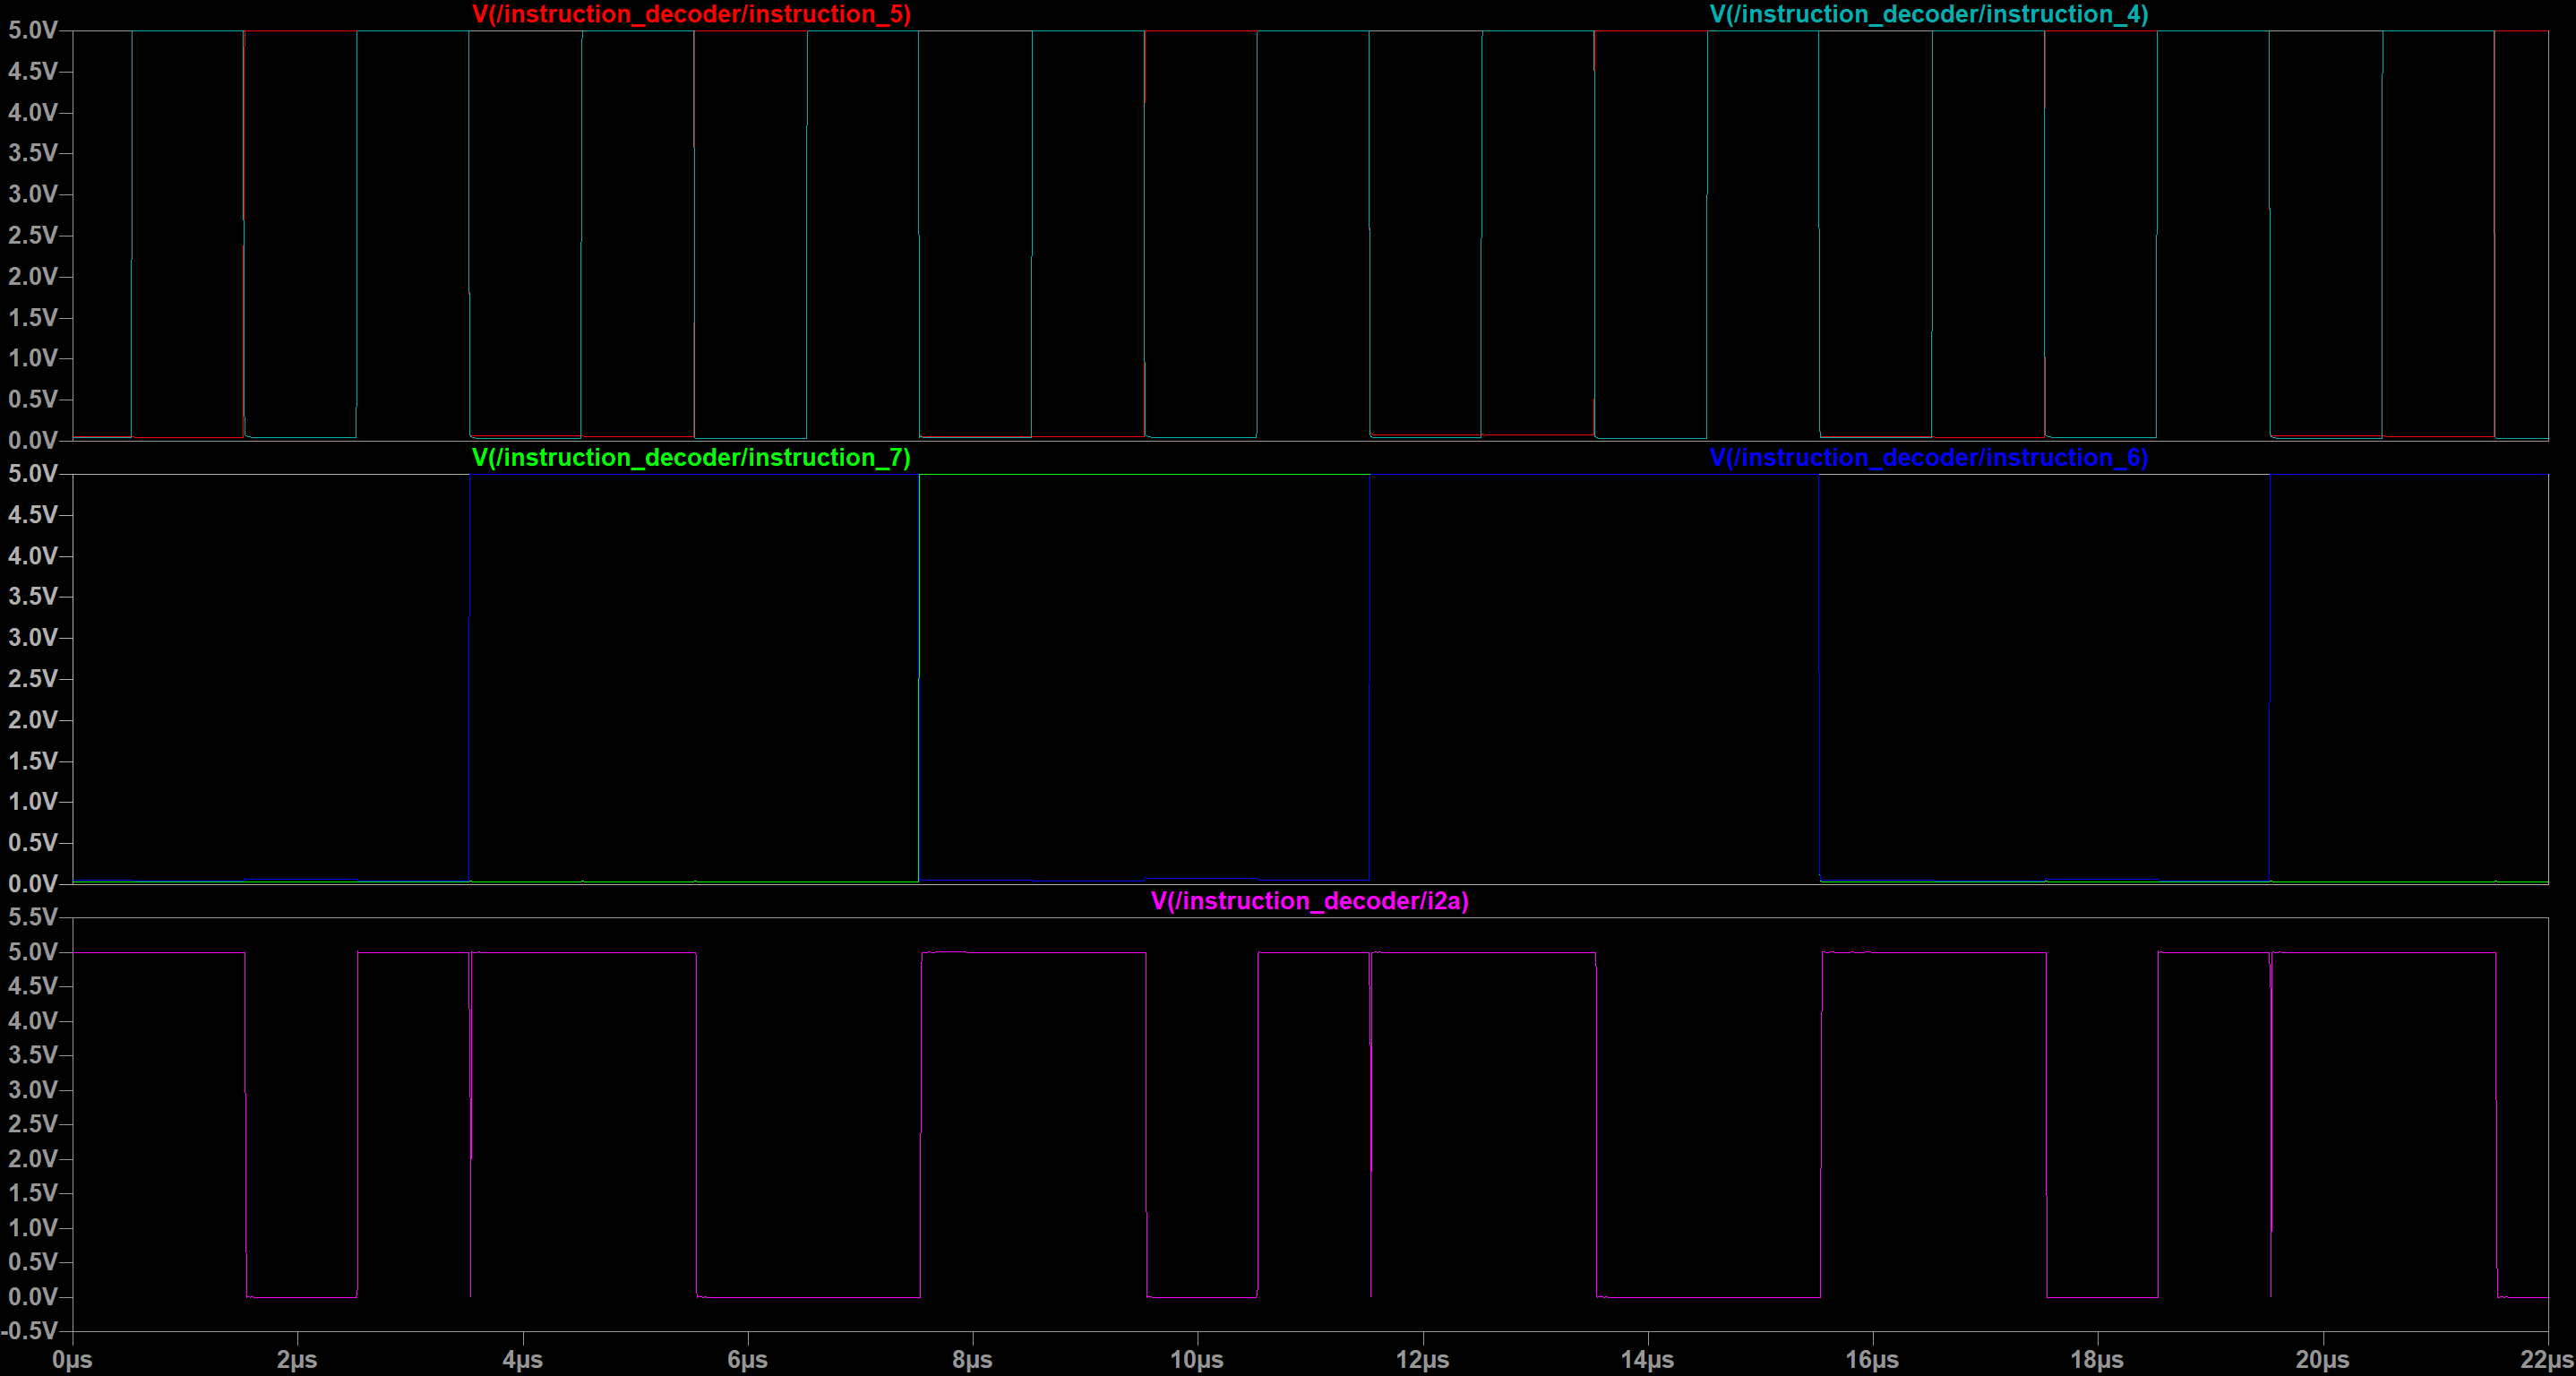 V(/instruction_decoder/instruction_5) V(/instruction_decoder/instruction_4)
5.0V
4.5V
4.0V
3.5V
3.0V
2.5V
2.0V
1.5V
1.0V
0.5V
0.0V
V(/instruction_decoder/instruction_7) V(/instruction_decoder/instruction_6)
5.0V
4.5V
4.0V
3.5V
3.0V
2.5V
2.0V
1.5V
1.0V
0.5V
0.0V
V(/instruction_decoder/i2a)
5.5V
5.0V
4.5V
4.0V
3.5V
3.0V
2.5V
2.0V
1.5V
1.0V
0.5V
0.0V
-0.5V
0µs 2µs 4µs 6µs 8µs 10µs 12µs 14µs 16µs 18µs 20µs 22µs